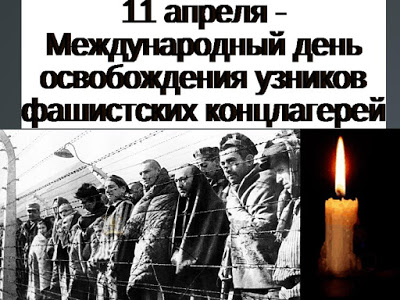 11 апреля -
Международный день
освобождения узников
фашистских концлагерей